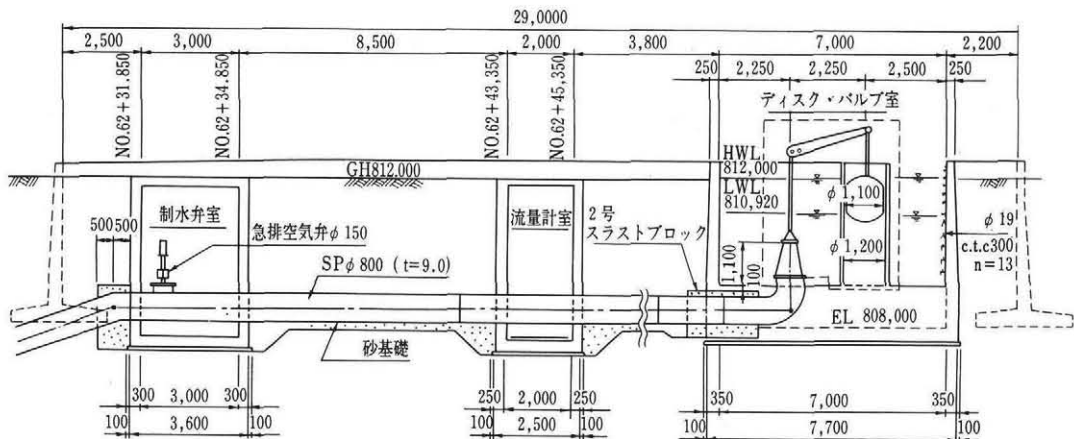 29,0000
2,500 3,000 8,500 2,000 3,800 7,000 2,200
250 2,250 2,250 2,500 250
NO.62+31.850
NO.62+34.850
NO.62+43,350
NO.62+45,350
ディスク・バルブ室
GH812,000
HWL
812,000
LWL
810,920
φ1,100
φ1,200
制水弁室
急排空気弁φ150
500 500
SPφ800 (t=9.0)
流量計室
2号
スラストブロック
1,100
100
φ19
c.t.c300
n=13
EL 808,000
砂基礎
300 3,000 300
100 3,600 100
250 2,000 250
100 2,500 100
350 7,000 350
100 7,700 100